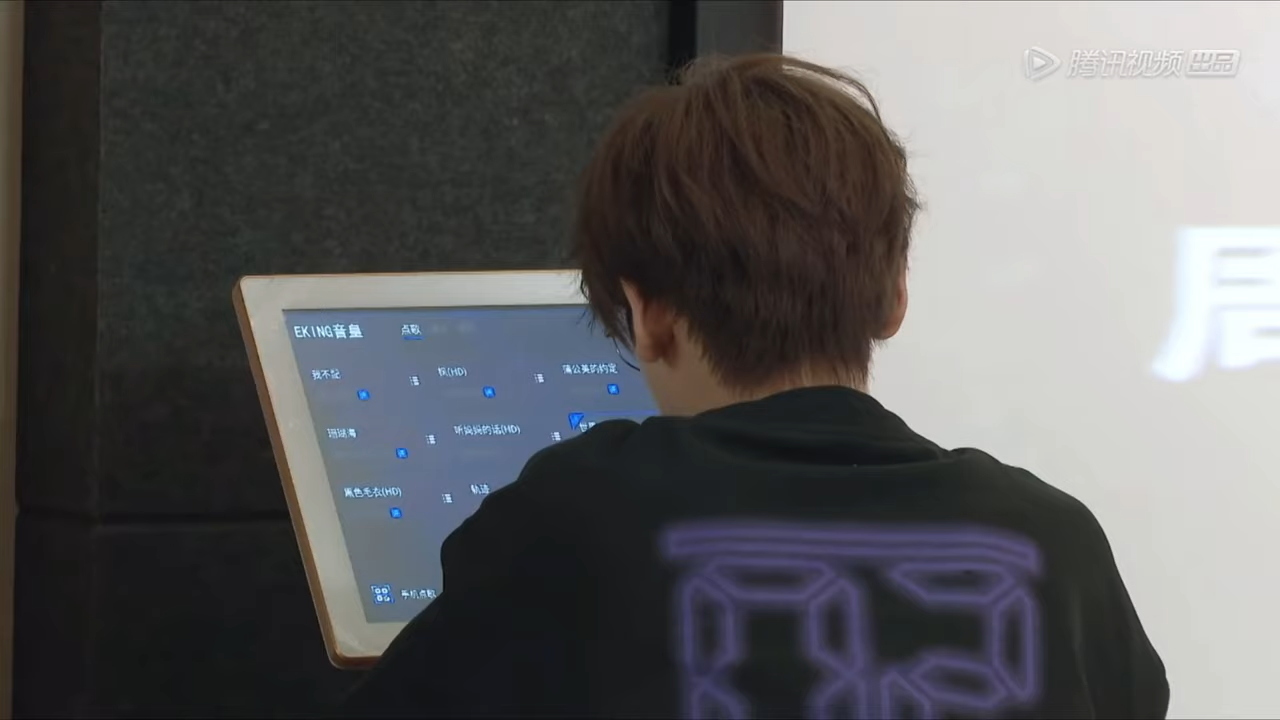 腾讯视频 出品
EKING音皇 点歌
我不配 枫(HD) 蒲公英的约定
珊瑚海 听妈妈的话(HD)
黑色毛衣(HD) 轨迹
手机点歌